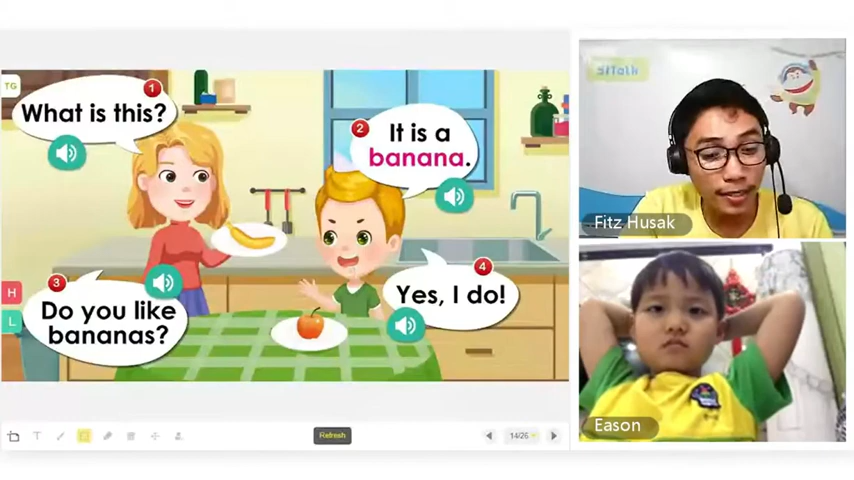 TG
1
What is this?
2
It is a
banana.
3
Do you like
bananas?
4
Yes, I do!
H
L
T
Refresh
14/26
51Talk
Fitz Husak
Eason